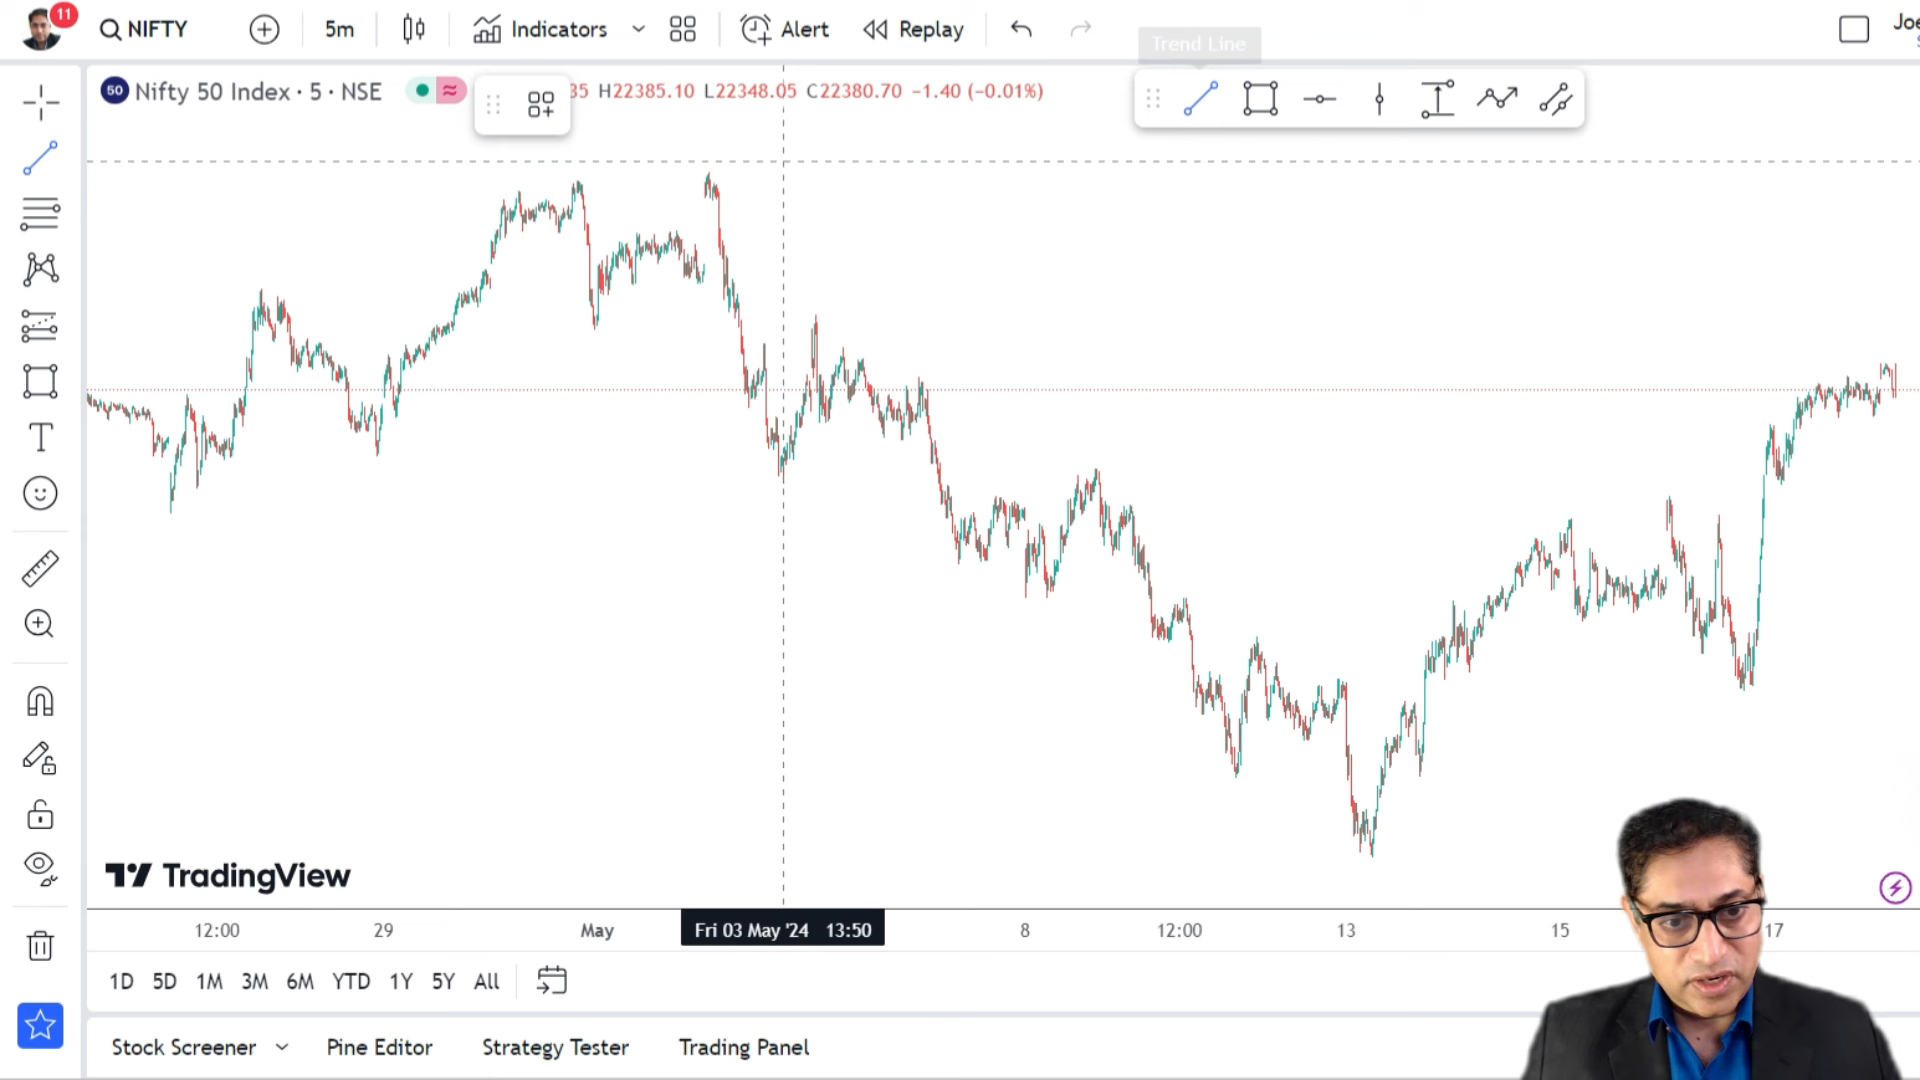 11
NIFTY
5m
Indicators
Alert
Replay
Joe
Trend Line
50 Nifty 50 Index · 5 · NSE
35 H22385.10 L22348.05 C22380.70 −1.40 (−0.01%)
T
TradingView
12:00 29 May Fri 03 May '24 13:50 8 12:00 13 15 17
1D 5D 1M 3M 6M YTD 1Y 5Y All
Stock Screener Pine Editor Strategy Tester Trading Panel